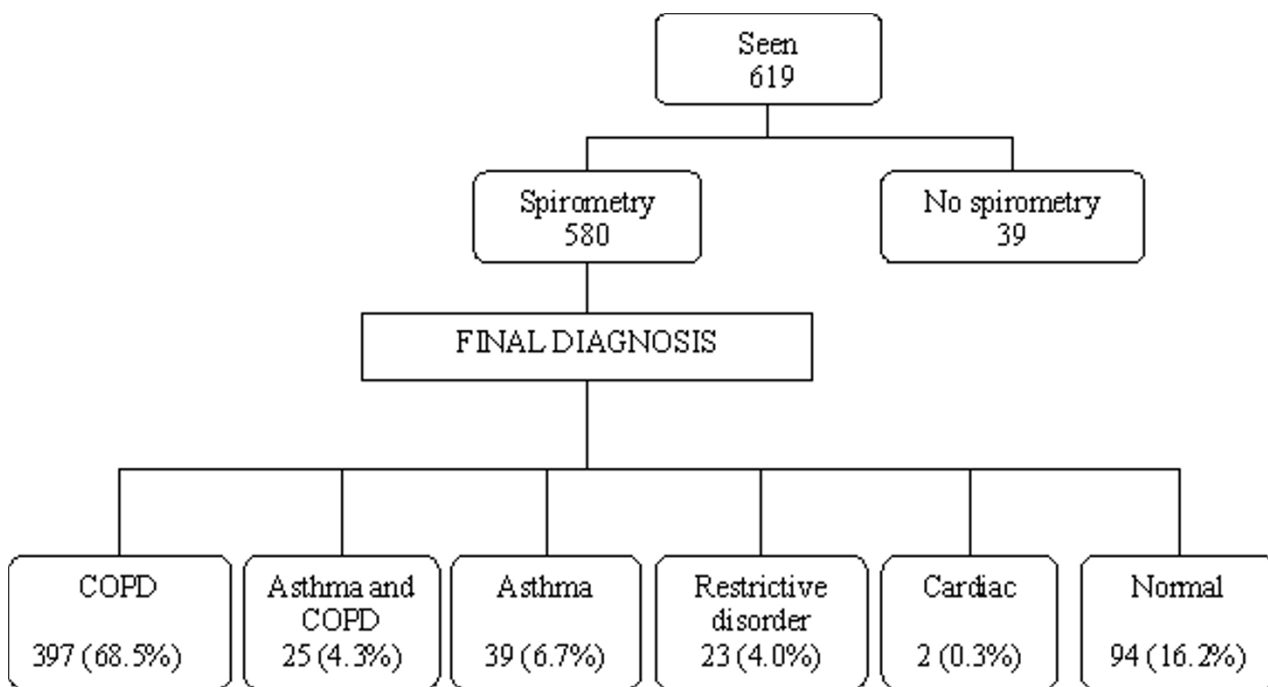 Seen
619
Spirometry
580
No spirometry
39
FINAL DIAGNOSIS
COPD
397 (68.5%)
Asthma and
COPD
25 (4.3%)
Asthma
39 (6.7%)
Restrictive
disorder
23 (4.0%)
Cardiac
2 (0.3%)
Normal
94 (16.2%)